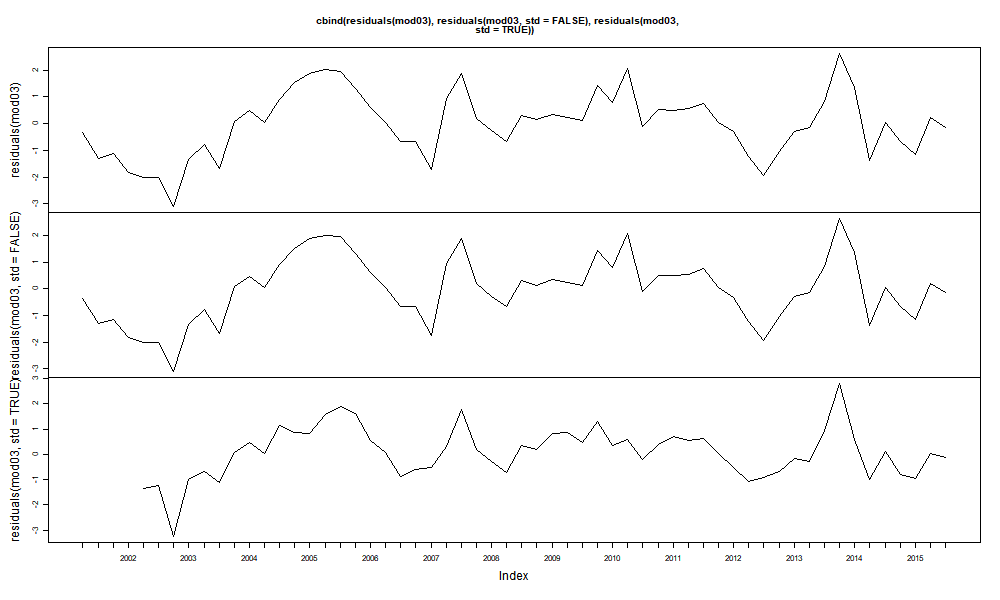 cbind(residuals(mod03), residuals(mod03, std = FALSE), residuals(mod03,
std = TRUE))
residuals(mod03)
2
1
0
-1
-2
-3
residuals(mod03, std = FALSE)
2
1
0
-1
-2
-3
residuals(mod03, std = TRUE)
3
2
1
0
-1
-2
-3
2002 2003 2004 2005 2006 2007 2008 2009 2010 2011 2012 2013 2014 2015
Index